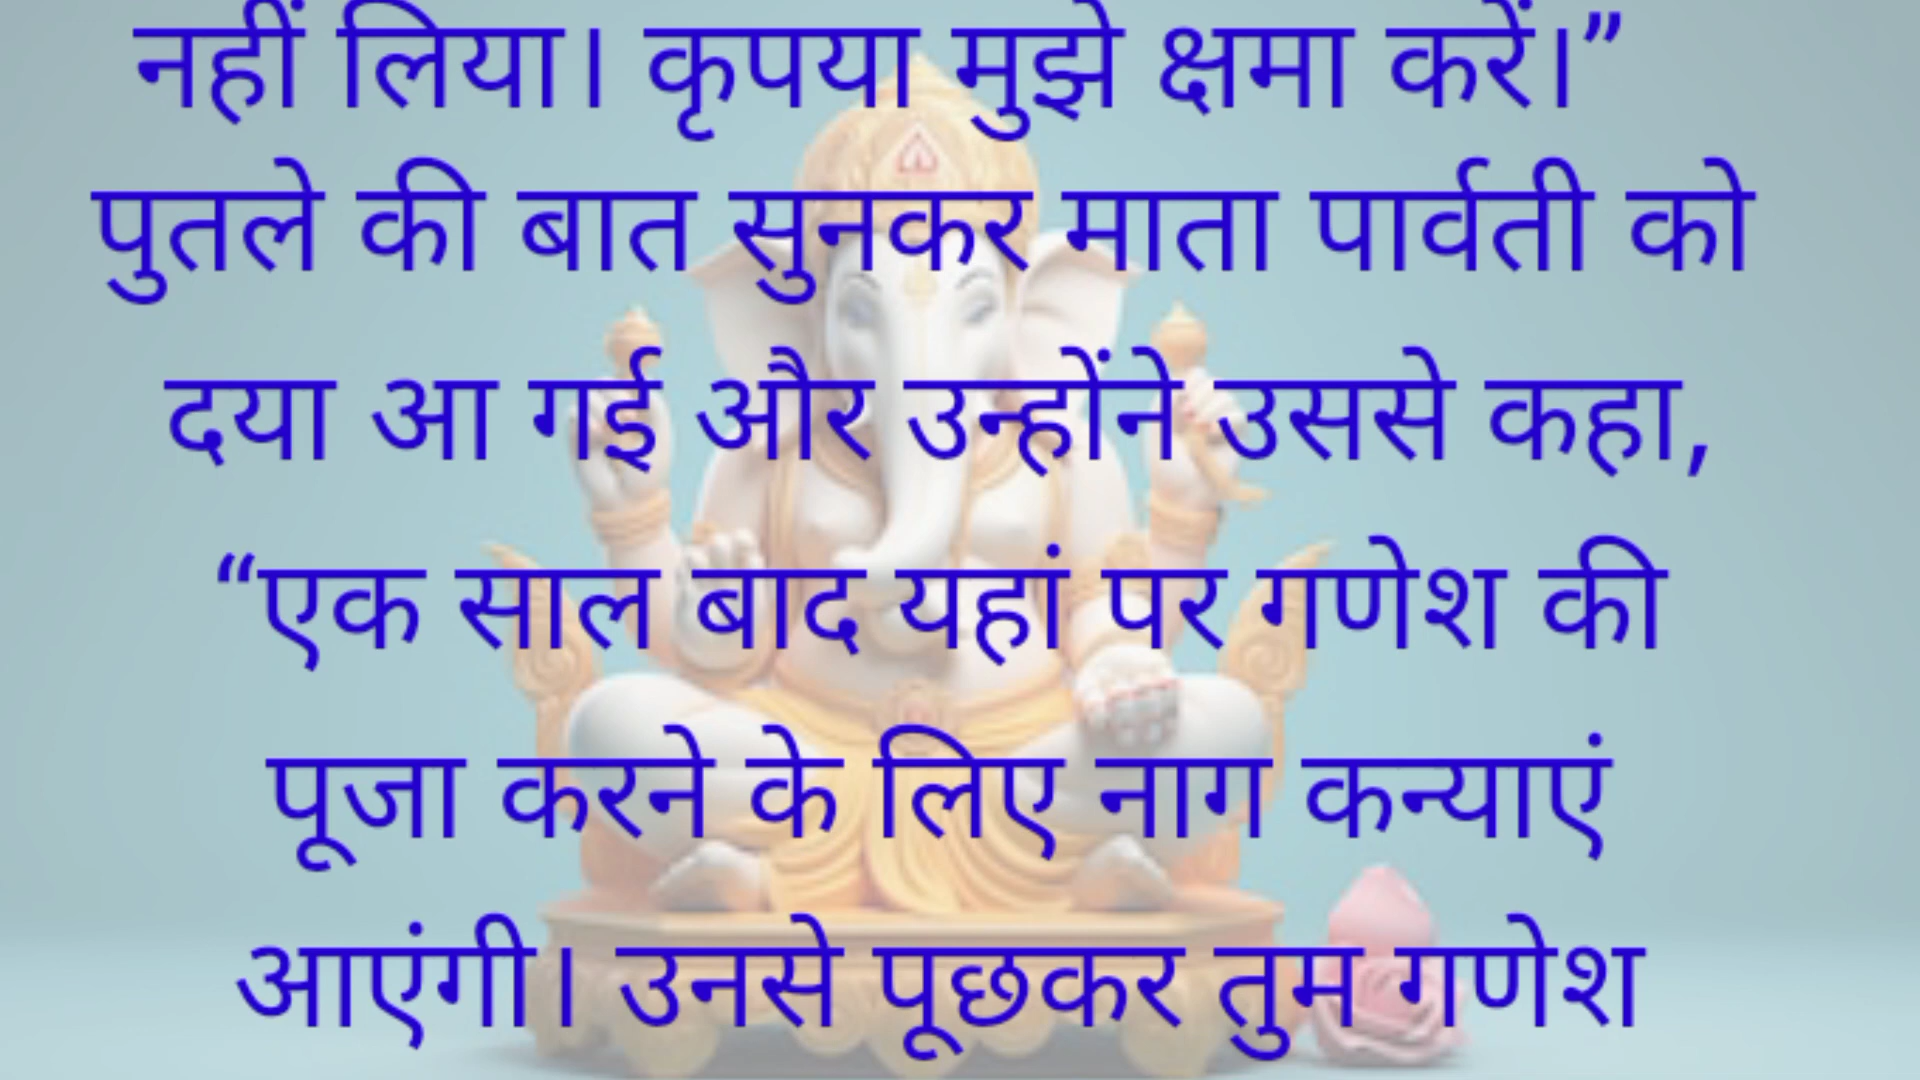 नहीं लिया। कृपया मुझे क्षमा करें।”
पुतले की बात सुनकर माता पार्वती को
दया आ गई और उन्होंने उससे कहा,
“एक साल बाद यहां पर गणेश की
पूजा करने के लिए नाग कन्याएं
आएंगी। उनसे पूछकर तुम गणेश